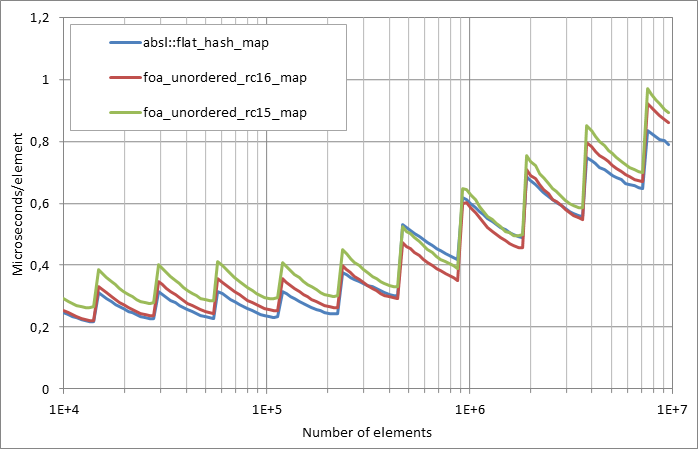 1,2
1
0,8
0,6
0,4
0,2
0
Microseconds/element
absl::flat_hash_map
foa_unordered_rc16_map
foa_unordered_rc15_map
1E+4 1E+5 1E+6 1E+7
Number of elements